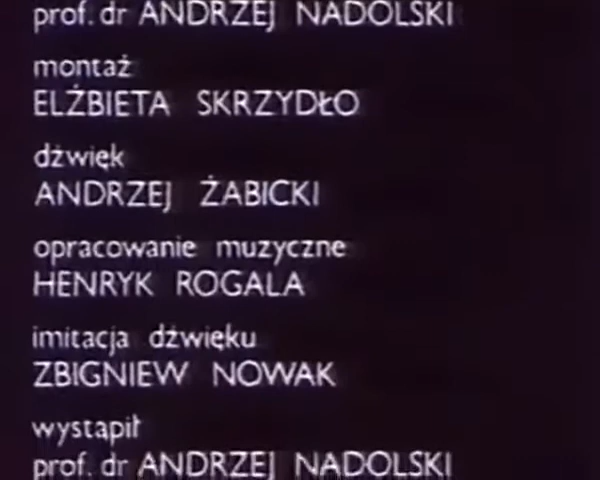 prof. dr ANDRZEJ NADOLSKI
montaż
ELŻBIETA SKRZYDŁO
dźwięk
ANDRZEJ ŻABICKI
opracowanie muzyczne
HENRYK ROGALA
imitacja dźwięku
ZBIGNIEW NOWAK
wystąpił
prof. dr ANDRZEJ NADOLSKI